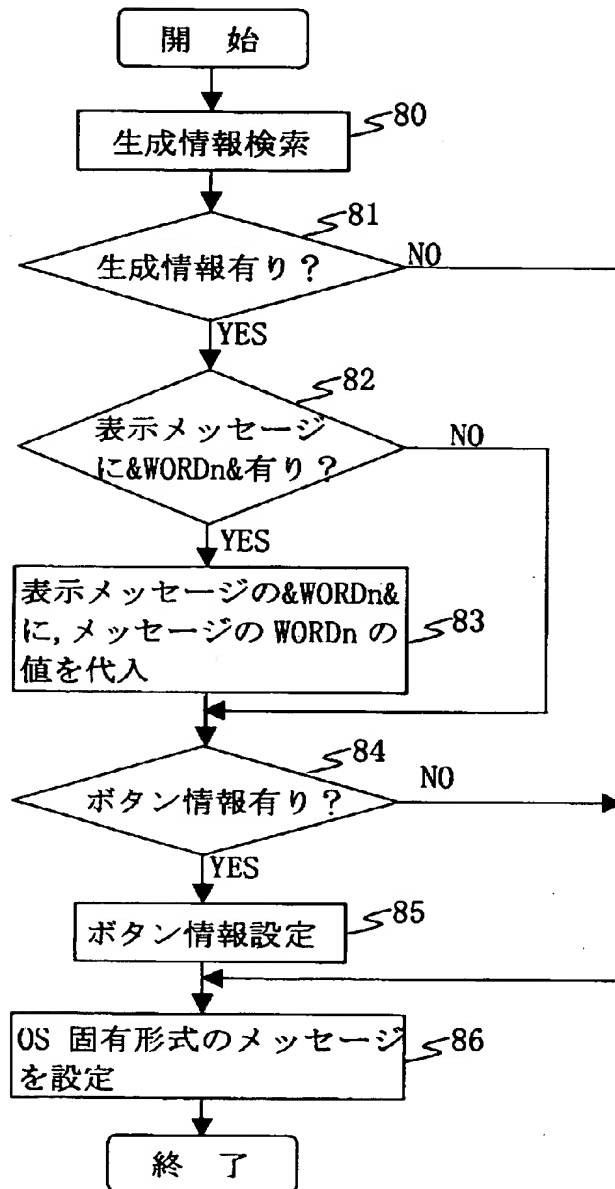 開 始
80
生成情報検索
81
生成情報有り?
NO
YES
82
表示メッセージ
に&WORDn&有り?
NO
YES
表示メッセージの&WORDn&
に,メッセージの WORDn の
値を代入
83
84
ボタン情報有り?
NO
YES
85
ボタン情報設定
OS 固有形式のメッセージ
を設定
86
終 了